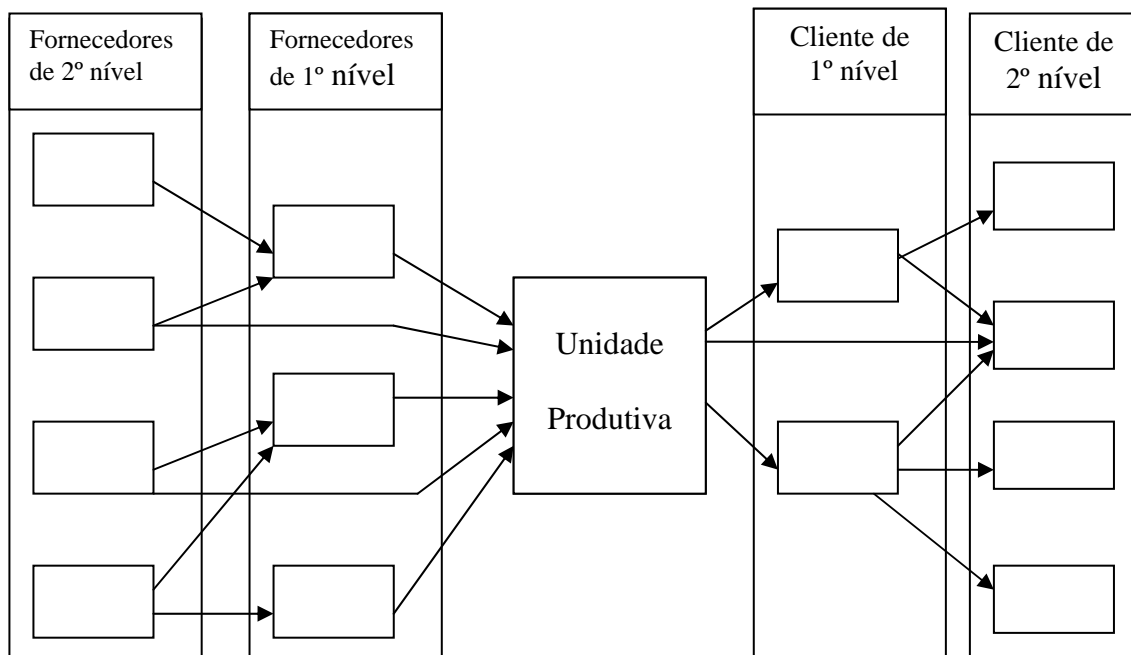 Fornecedores
de 2º nível
Fornecedores
de 1º nível
Unidade
Produtiva
Cliente de
1º nível
Cliente de
2º nível